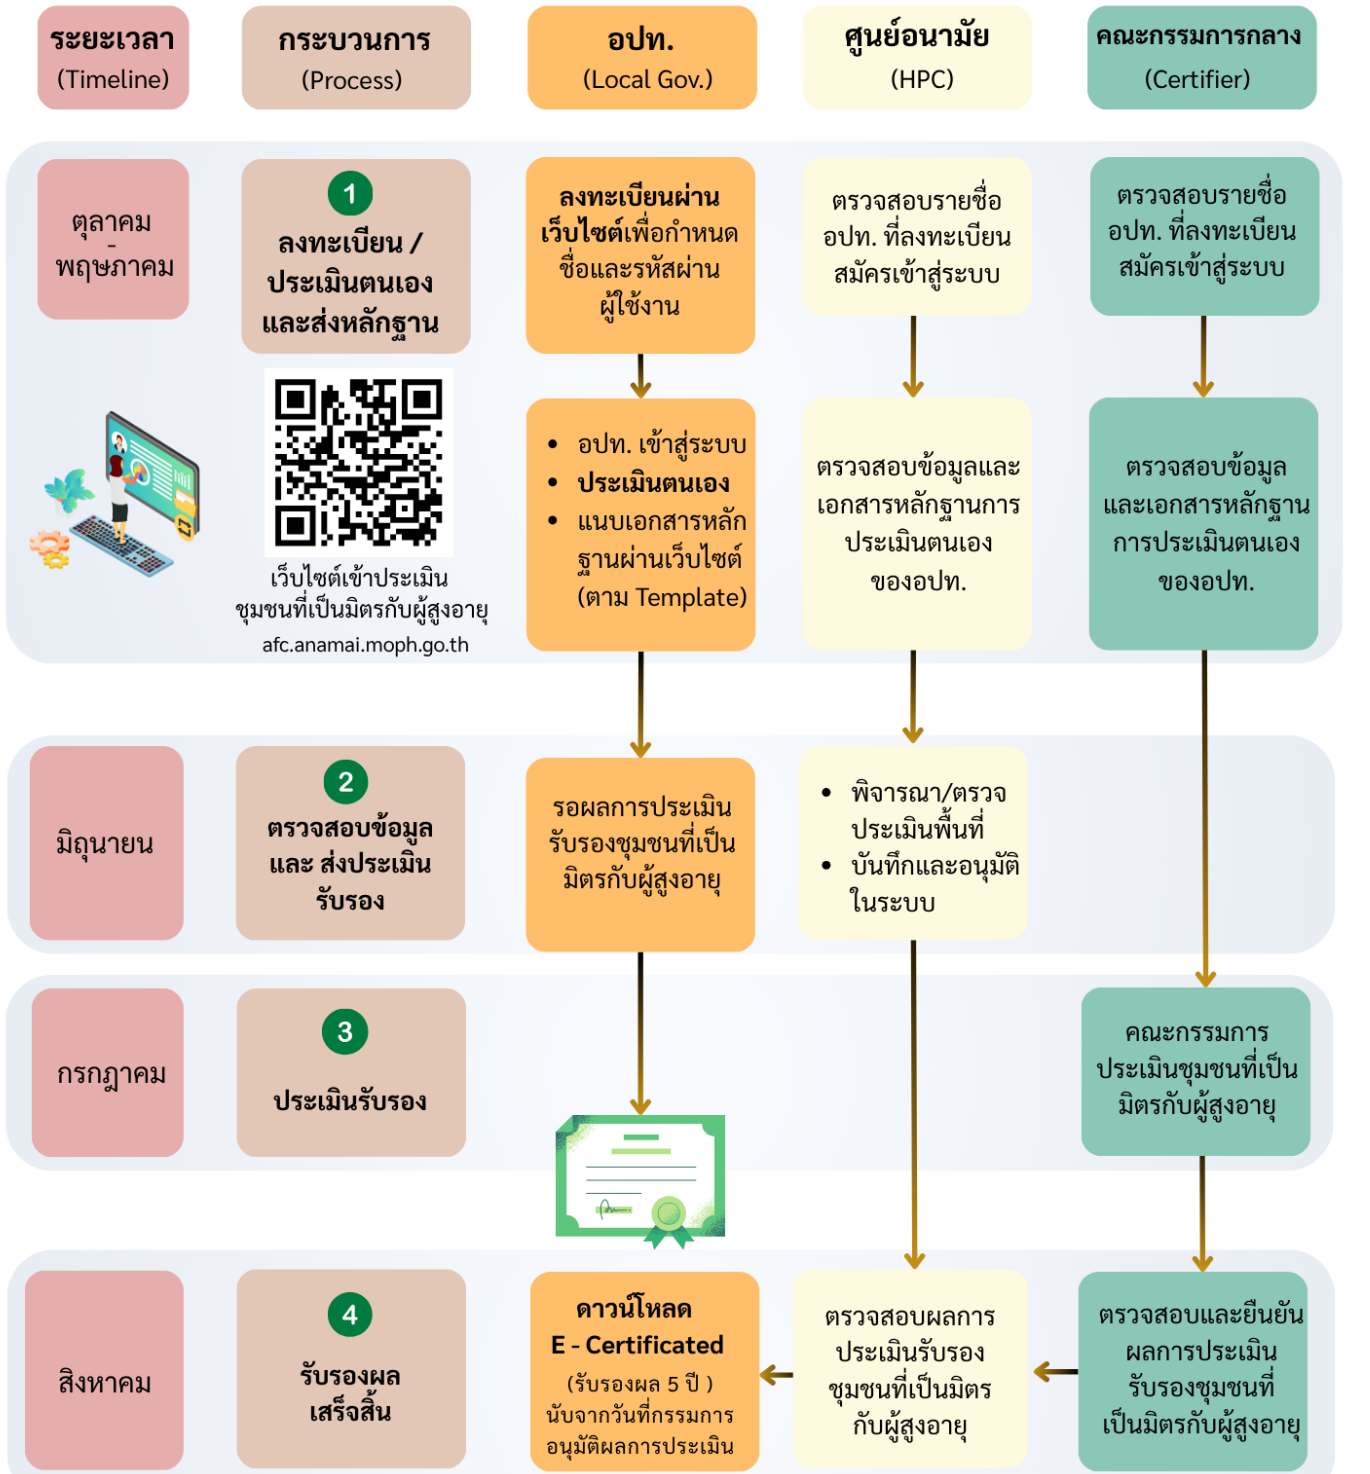 ระยะเวลา
(Timeline)
กระบวนการ
(Process)
อปท.
(Local Gov.)
ศูนย์อนามัย
(HPC)
คณะกรรมการกลาง
(Certifier)
ตุลาคม
-
พฤษภาคม
1
ลงทะเบียน /
ประเมินตนเอง
และส่งหลักฐาน
ลงทะเบียนผ่าน
เว็บไซต์เพื่อกำหนด
ชื่อและรหัสผ่าน
ผู้ใช้งาน
ตรวจสอบรายชื่อ
อปท. ที่ลงทะเบียน
สมัครเข้าสู่ระบบ
ตรวจสอบรายชื่อ
อปท. ที่ลงทะเบียน
สมัครเข้าสู่ระบบ
เว็บไซต์เข้าประเมิน
ชุมชนที่เป็นมิตรกับผู้สูงอายุ
afc.anamai.moph.go.th
• อปท. เข้าสู่ระบบ
• ประเมินตนเอง
• แนบเอกสารหลัก
ฐานผ่านเว็บไซต์
(ตาม Template)
ตรวจสอบข้อมูลและ
เอกสารหลักฐานการ
ประเมินตนเอง
ของอปท.
ตรวจสอบข้อมูล
และเอกสารหลักฐาน
การประเมินตนเอง
ของอปท.
มิถุนายน
2
ตรวจสอบข้อมูล
และ ส่งประเมิน
รับรอง
รอผลการประเมิน
รับรองชุมชนที่เป็น
มิตรกับผู้สูงอายุ
• พิจารณา/ตรวจ
ประเมินพื้นที่
• บันทึกและอนุมัติ
ในระบบ
กรกฎาคม
3
ประเมินรับรอง
คณะกรรมการ
ประเมินชุมชนที่เป็น
มิตรกับผู้สูงอายุ
สิงหาคม
4
รับรองผล
เสร็จสิ้น
ดาวน์โหลด
E - Certificated
(รับรองผล 5 ปี )
นับจากวันที่กรรมการ
อนุมัติผลการประเมิน
ตรวจสอบผลการ
ประเมินรับรอง
ชุมชนที่เป็นมิตร
กับผู้สูงอายุ
ตรวจสอบและยืนยัน
ผลการประเมิน
รับรองชุมชนที่
เป็นมิตรกับผู้สูงอายุ